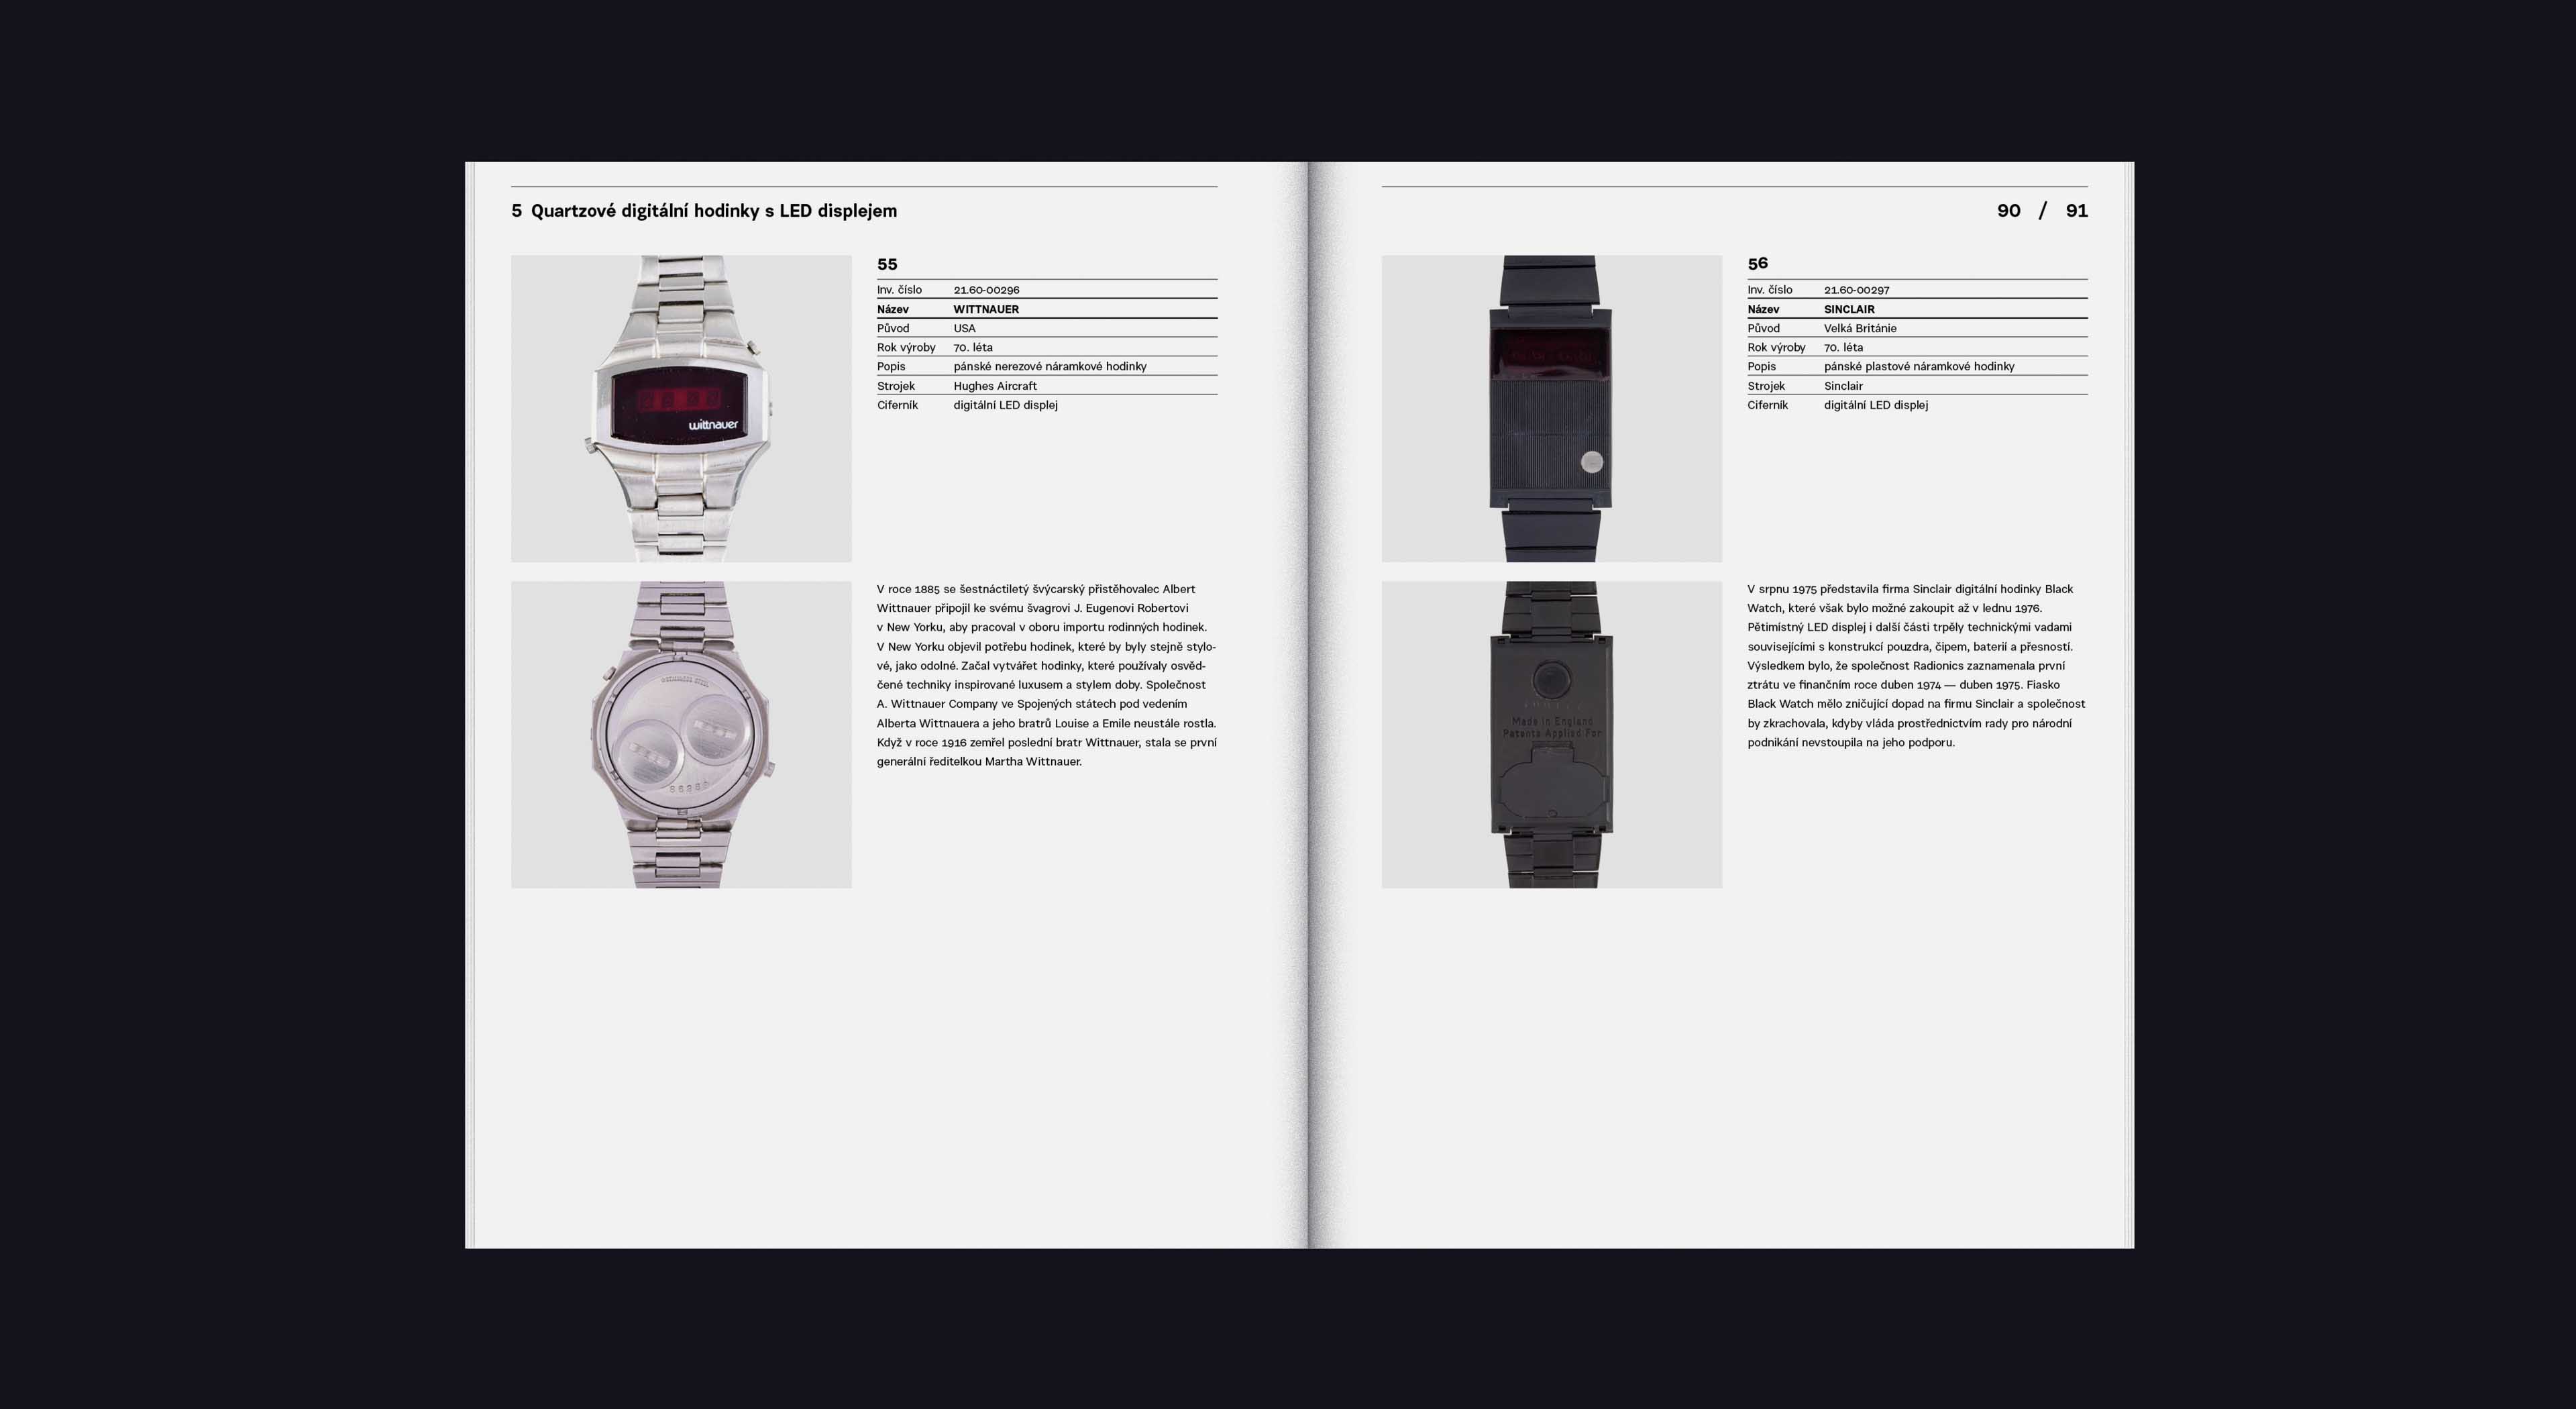 5 Quartzové digitální hodinky s LED displejem
wittnauer
55
Inv. číslo 21.60-00296
Název WITTNAUER
Původ USA
Rok výroby 70. léta
Popis pánské nerezové náramkové hodinky
Strojek Hughes Aircraft
Ciferník digitální LED displej
V roce 1885 se šestnáctiletý švýcarský přistěhovalec Albert
Wittnauer připojil ke svému švagrovi J. Eugenovi Robertovi
v New Yorku, aby pracoval v oboru importu rodinných hodinek.
V New Yorku objevil potřebu hodinek, které by byly stejně stylo-
vé, jako odolné. Začal vytvářet hodinky, které používaly osvěd-
čené techniky inspirované luxusem a stylem doby. Společnost
A. Wittnauer Company ve Spojených státech pod vedením
Alberta Wittnauera a jeho bratrů Louise a Emile neustále rostla.
Když v roce 1916 zemřel poslední bratr Wittnauer, stala se první
generální ředitelkou Martha Wittnauer.
90 / 91
56
Inv. číslo 21.60-00297
Název SINCLAIR
Původ Velká Británie
Rok výroby 70. léta
Popis pánské plastové náramkové hodinky
Strojek Sinclair
Ciferník digitální LED displej
Made in England
Patents Applied For
V srpnu 1975 představila firma Sinclair digitální hodinky Black
Watch, které však bylo možné zakoupit až v lednu 1976.
Pětimístný LED displej i další části trpěly technickými vadami
souvisejícími s konstrukcí pouzdra, čipem, baterií a přesností.
Výsledkem bylo, že společnost Radionics zaznamenala první
ztrátu ve finančním roce duben 1974 — duben 1975. Fiasko
Black Watch mělo zničující dopad na firmu Sinclair a společnost
by zkrachovala, kdyby vláda prostřednictvím rady pro národní
podnikání nevstoupila na jeho podporu.